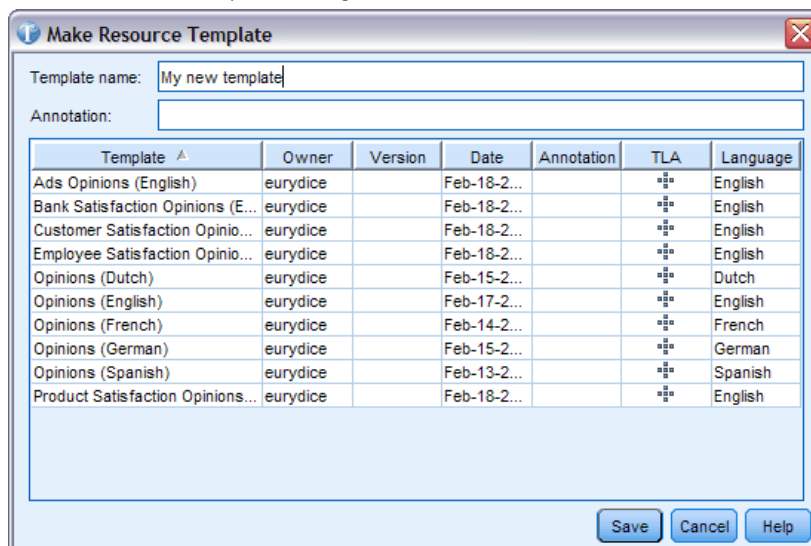 Make Resource Template
Template name: My new template
Annotation:
Template Owner Version Date Annotation TLA Language
Ads Opinions (English) eurydice Feb-18-2... English
Bank Satisfaction Opinions (E... eurydice Feb-18-2... English
Customer Satisfaction Opinio... eurydice Feb-18-2... English
Employee Satisfaction Opinio... eurydice Feb-18-2... English
Opinions (Dutch) eurydice Feb-15-2... Dutch
Opinions (English) eurydice Feb-17-2... English
Opinions (French) eurydice Feb-14-2... French
Opinions (German) eurydice Feb-15-2... German
Opinions (Spanish) eurydice Feb-13-2... Spanish
Product Satisfaction Opinions... eurydice Feb-18-2... English
Save Cancel Help